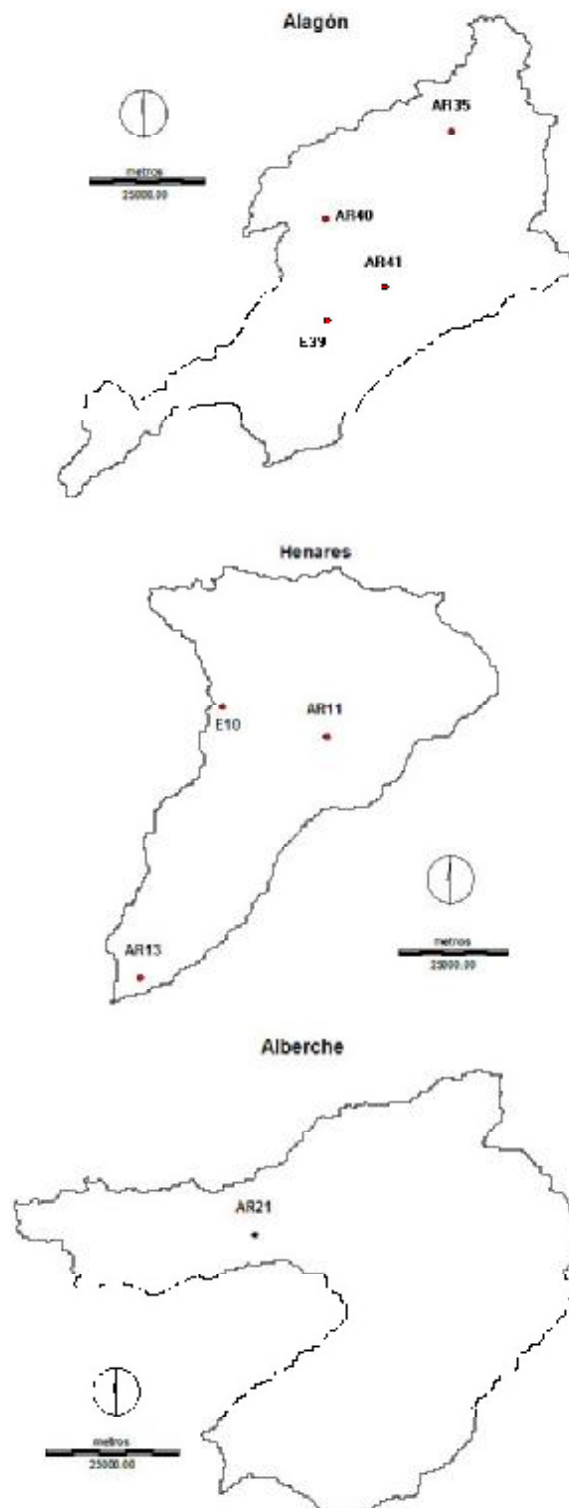 Alagón
AR35
metros
25000.00
AR40
AR41
E39
Henares
AR11
E10
metros
25000.00
AR13
Alberche
AR21
metros
25000.00